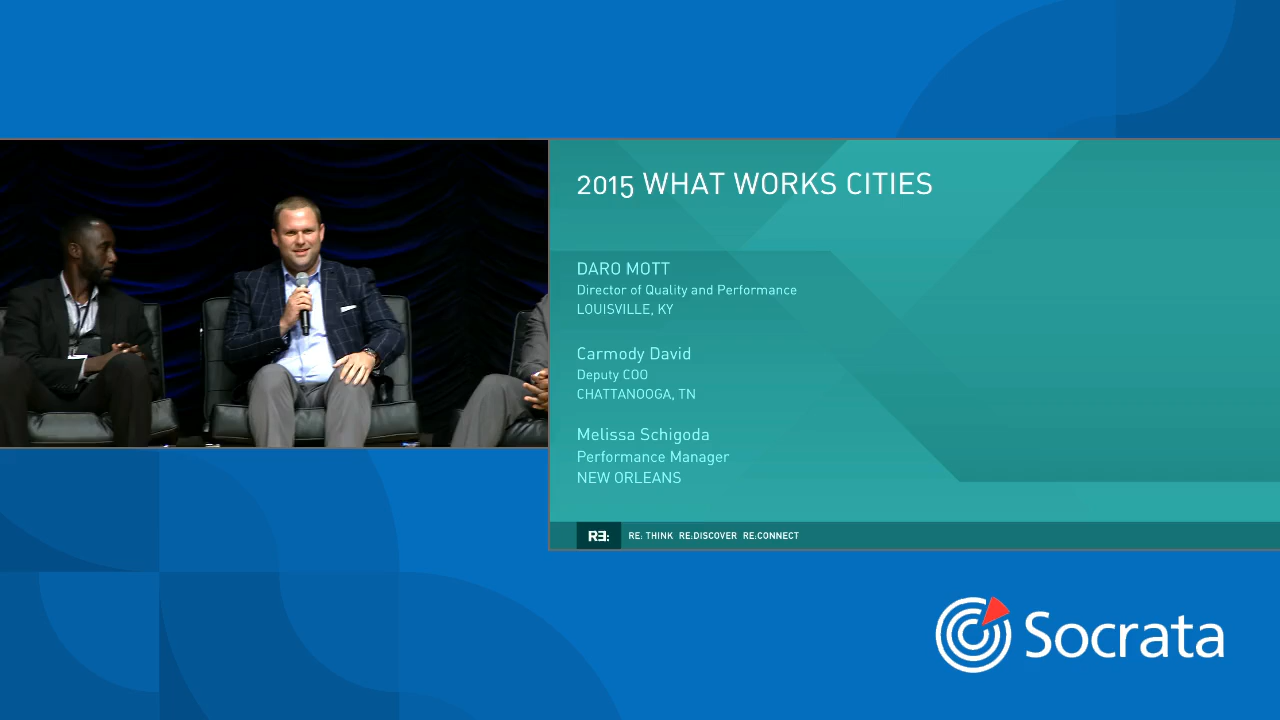 2015 WHAT WORKS CITIES
DARO MOTT
Director of Quality and Performance
LOUISVILLE, KY
Carmody David
Deputy COO
CHATTANOOGA, TN
Melissa Schigoda
Performance Manager
NEW ORLEANS
RE: RE: THINK RE:DISCOVER RE:CONNECT
Socrata